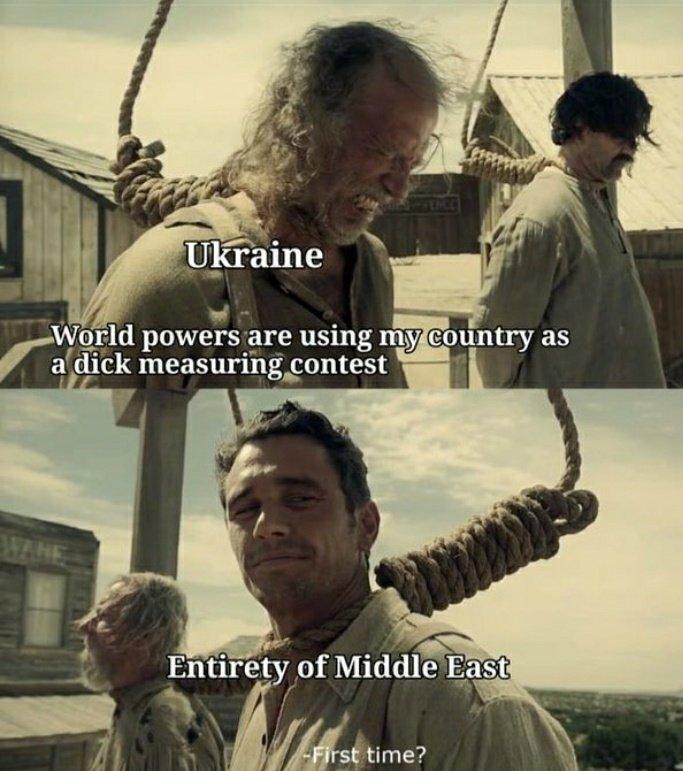 Ukraine
World powers are using my country as
a dick measuring contest
Entirety of Middle East
-First time?